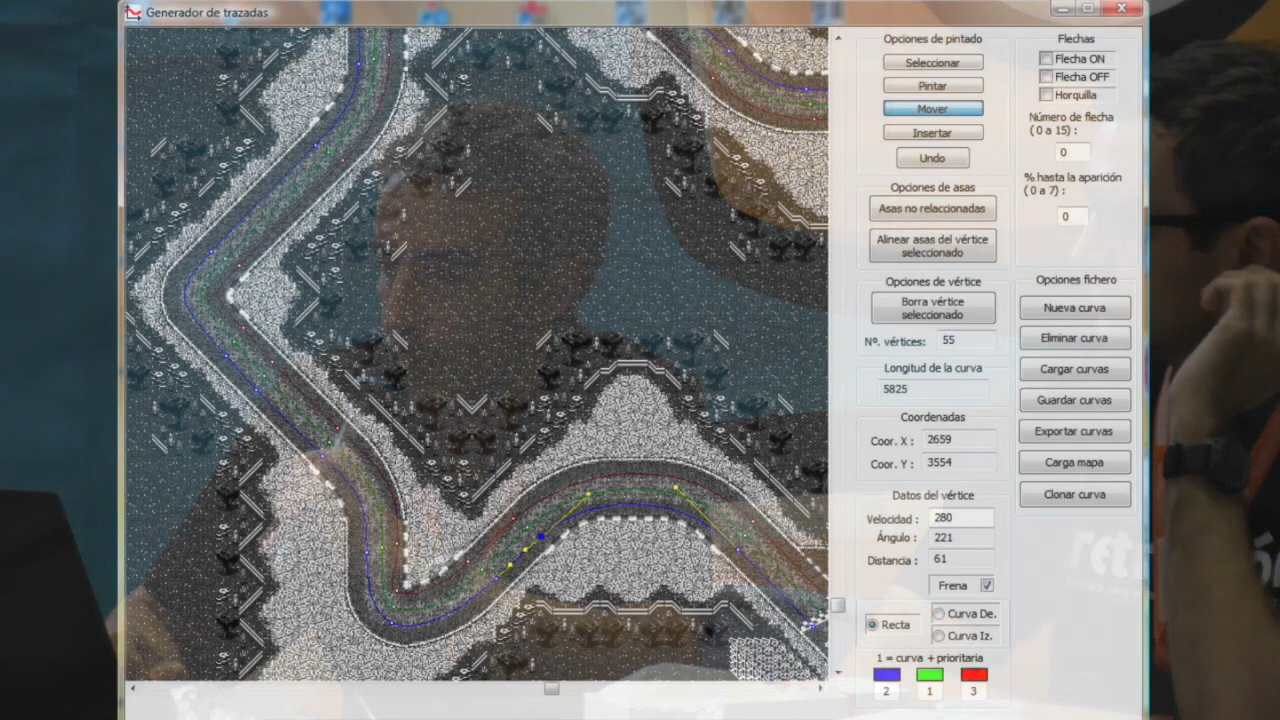 Generador de trazadas
Opciones de pintado
Seleccionar
Pintar
Mover
Insertar
Undo
Opciones de asas
Asas no relaccionadas
Alinear asas del vértice
seleccionado
Opciones de vértice
Borra vértice
seleccionado
Nº. vértices: 55
Longitud de la curva
5825
Coordenadas
Coor. X : 2659
Coor. Y : 3554
Datos del vértice
Velocidad : 280
Ángulo : 221
Distancia : 61
Frena
Recta
Curva De.
Curva Iz.
1 = curva + prioritaria
2 1 3
Flechas
Flecha ON
Flecha OFF
Horquilla
Número de flecha
( 0 a 15) :
0
% hasta la aparición
( 0 a 7) :
0
Opciones fichero
Nueva curva
Eliminar curva
Cargar curvas
Guardar curvas
Exportar curvas
Carga mapa
Clonar curva